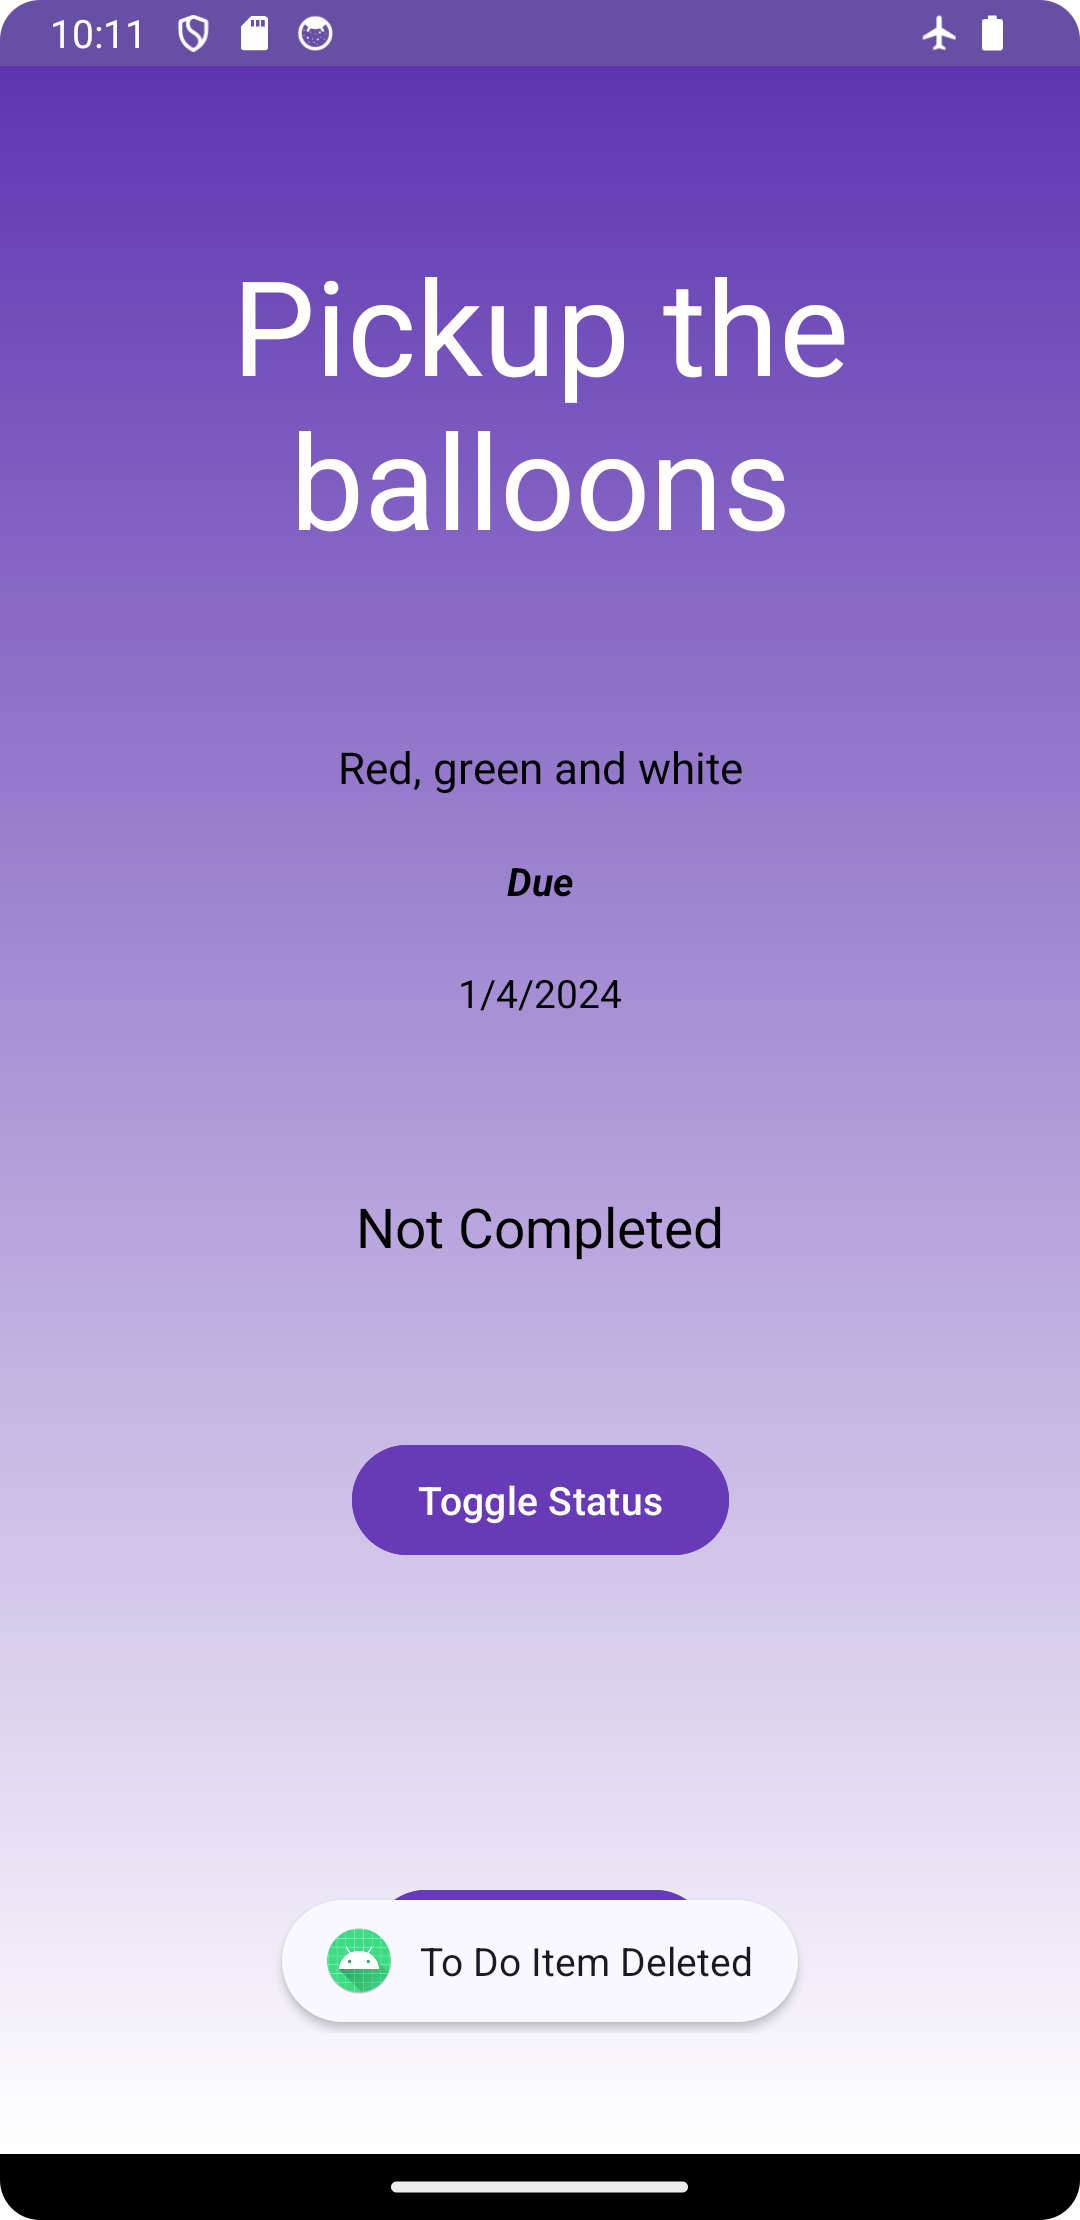 10:11
Pickup the
balloons
Red, green and white
Due
1/4/2024
Not Completed
Toggle Status
To Do Item Deleted